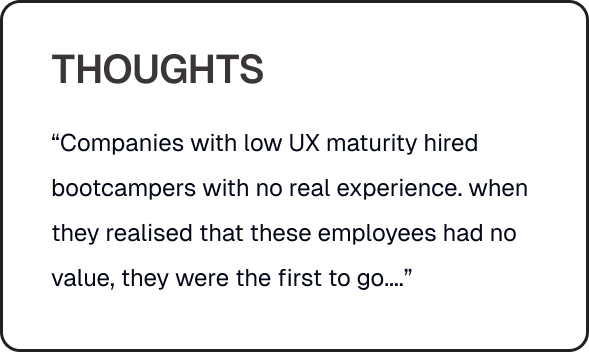 THOUGHTS
“Companies with low UX maturity hired
bootcampers with no real experience. when
they realised that these employees had no
value, they were the first to go....”